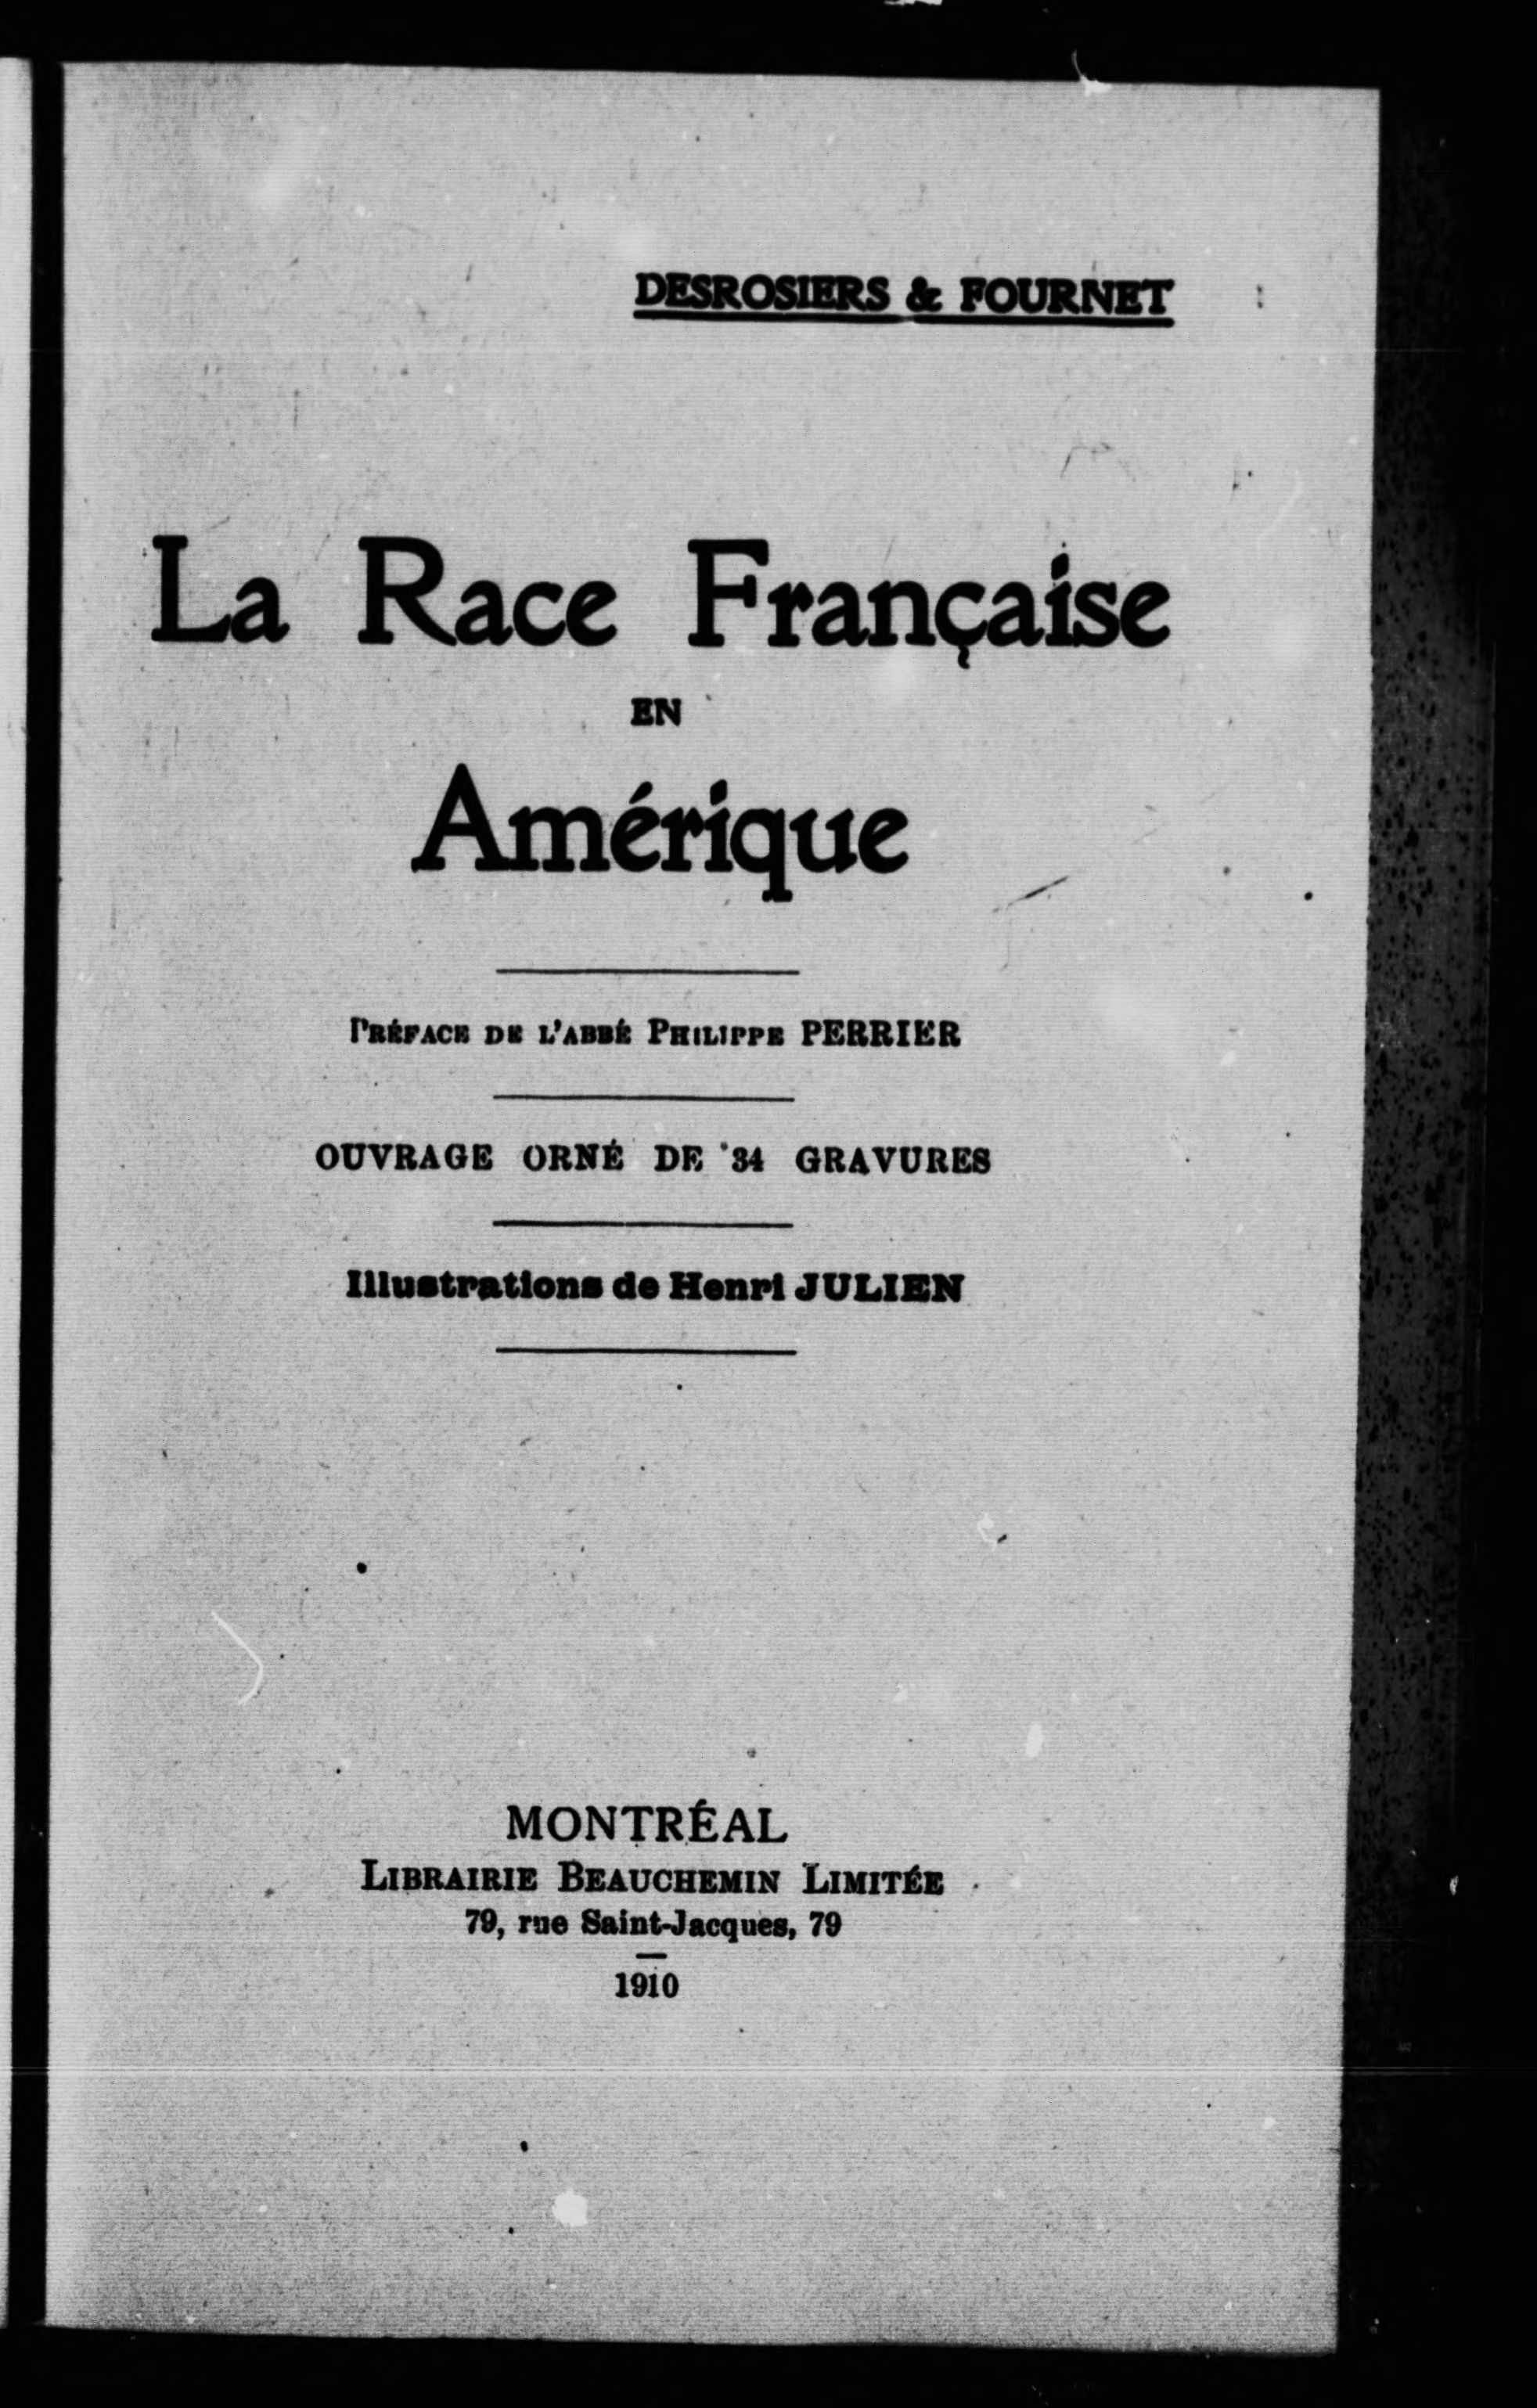 DESROSIERS & FOURNET
La Race Française
EN
Amérique
PRÉFACE DE L'ABBÉ PHILIPPE PERRIER
OUVRAGE ORNÉ DE 34 GRAVURES
Illustrations de Henri JULIEN
MONTRÉAL
LIBRAIRIE BEAUCHEMIN LIMITÉE
79, rue Saint-Jacques, 79
1910